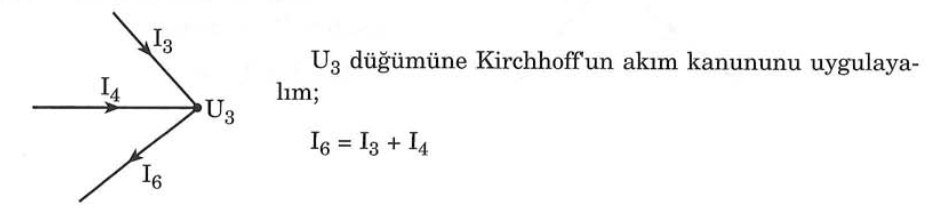 I₃
I₄
U₃
I₆
U₃ düğümüne Kirchhoff'un akım kanununu uygulaya-
lım;
I₆ = I₃ + I₄